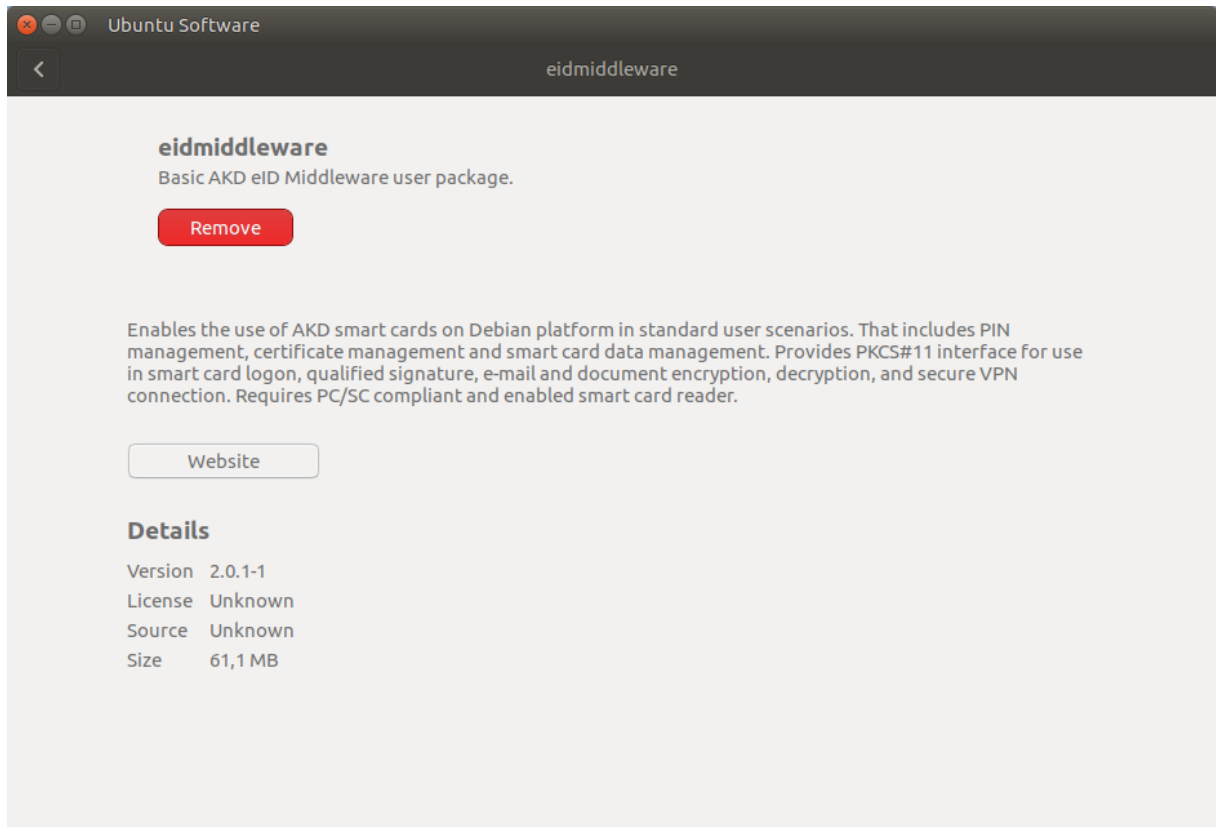 Ubuntu Software
eidmiddleware
eidmiddleware
Basic AKD eID Middleware user package.
Remove
Enables the use of AKD smart cards on Debian platform in standard user scenarios. That includes PIN
management, certificate management and smart card data management. Provides PKCS#11 interface for use
in smart card logon, qualified signature, e-mail and document encryption, decryption, and secure VPN
connection. Requires PC/SC compliant and enabled smart card reader.
Website
Details
Version 2.0.1-1
License Unknown
Source Unknown
Size 61,1 MB